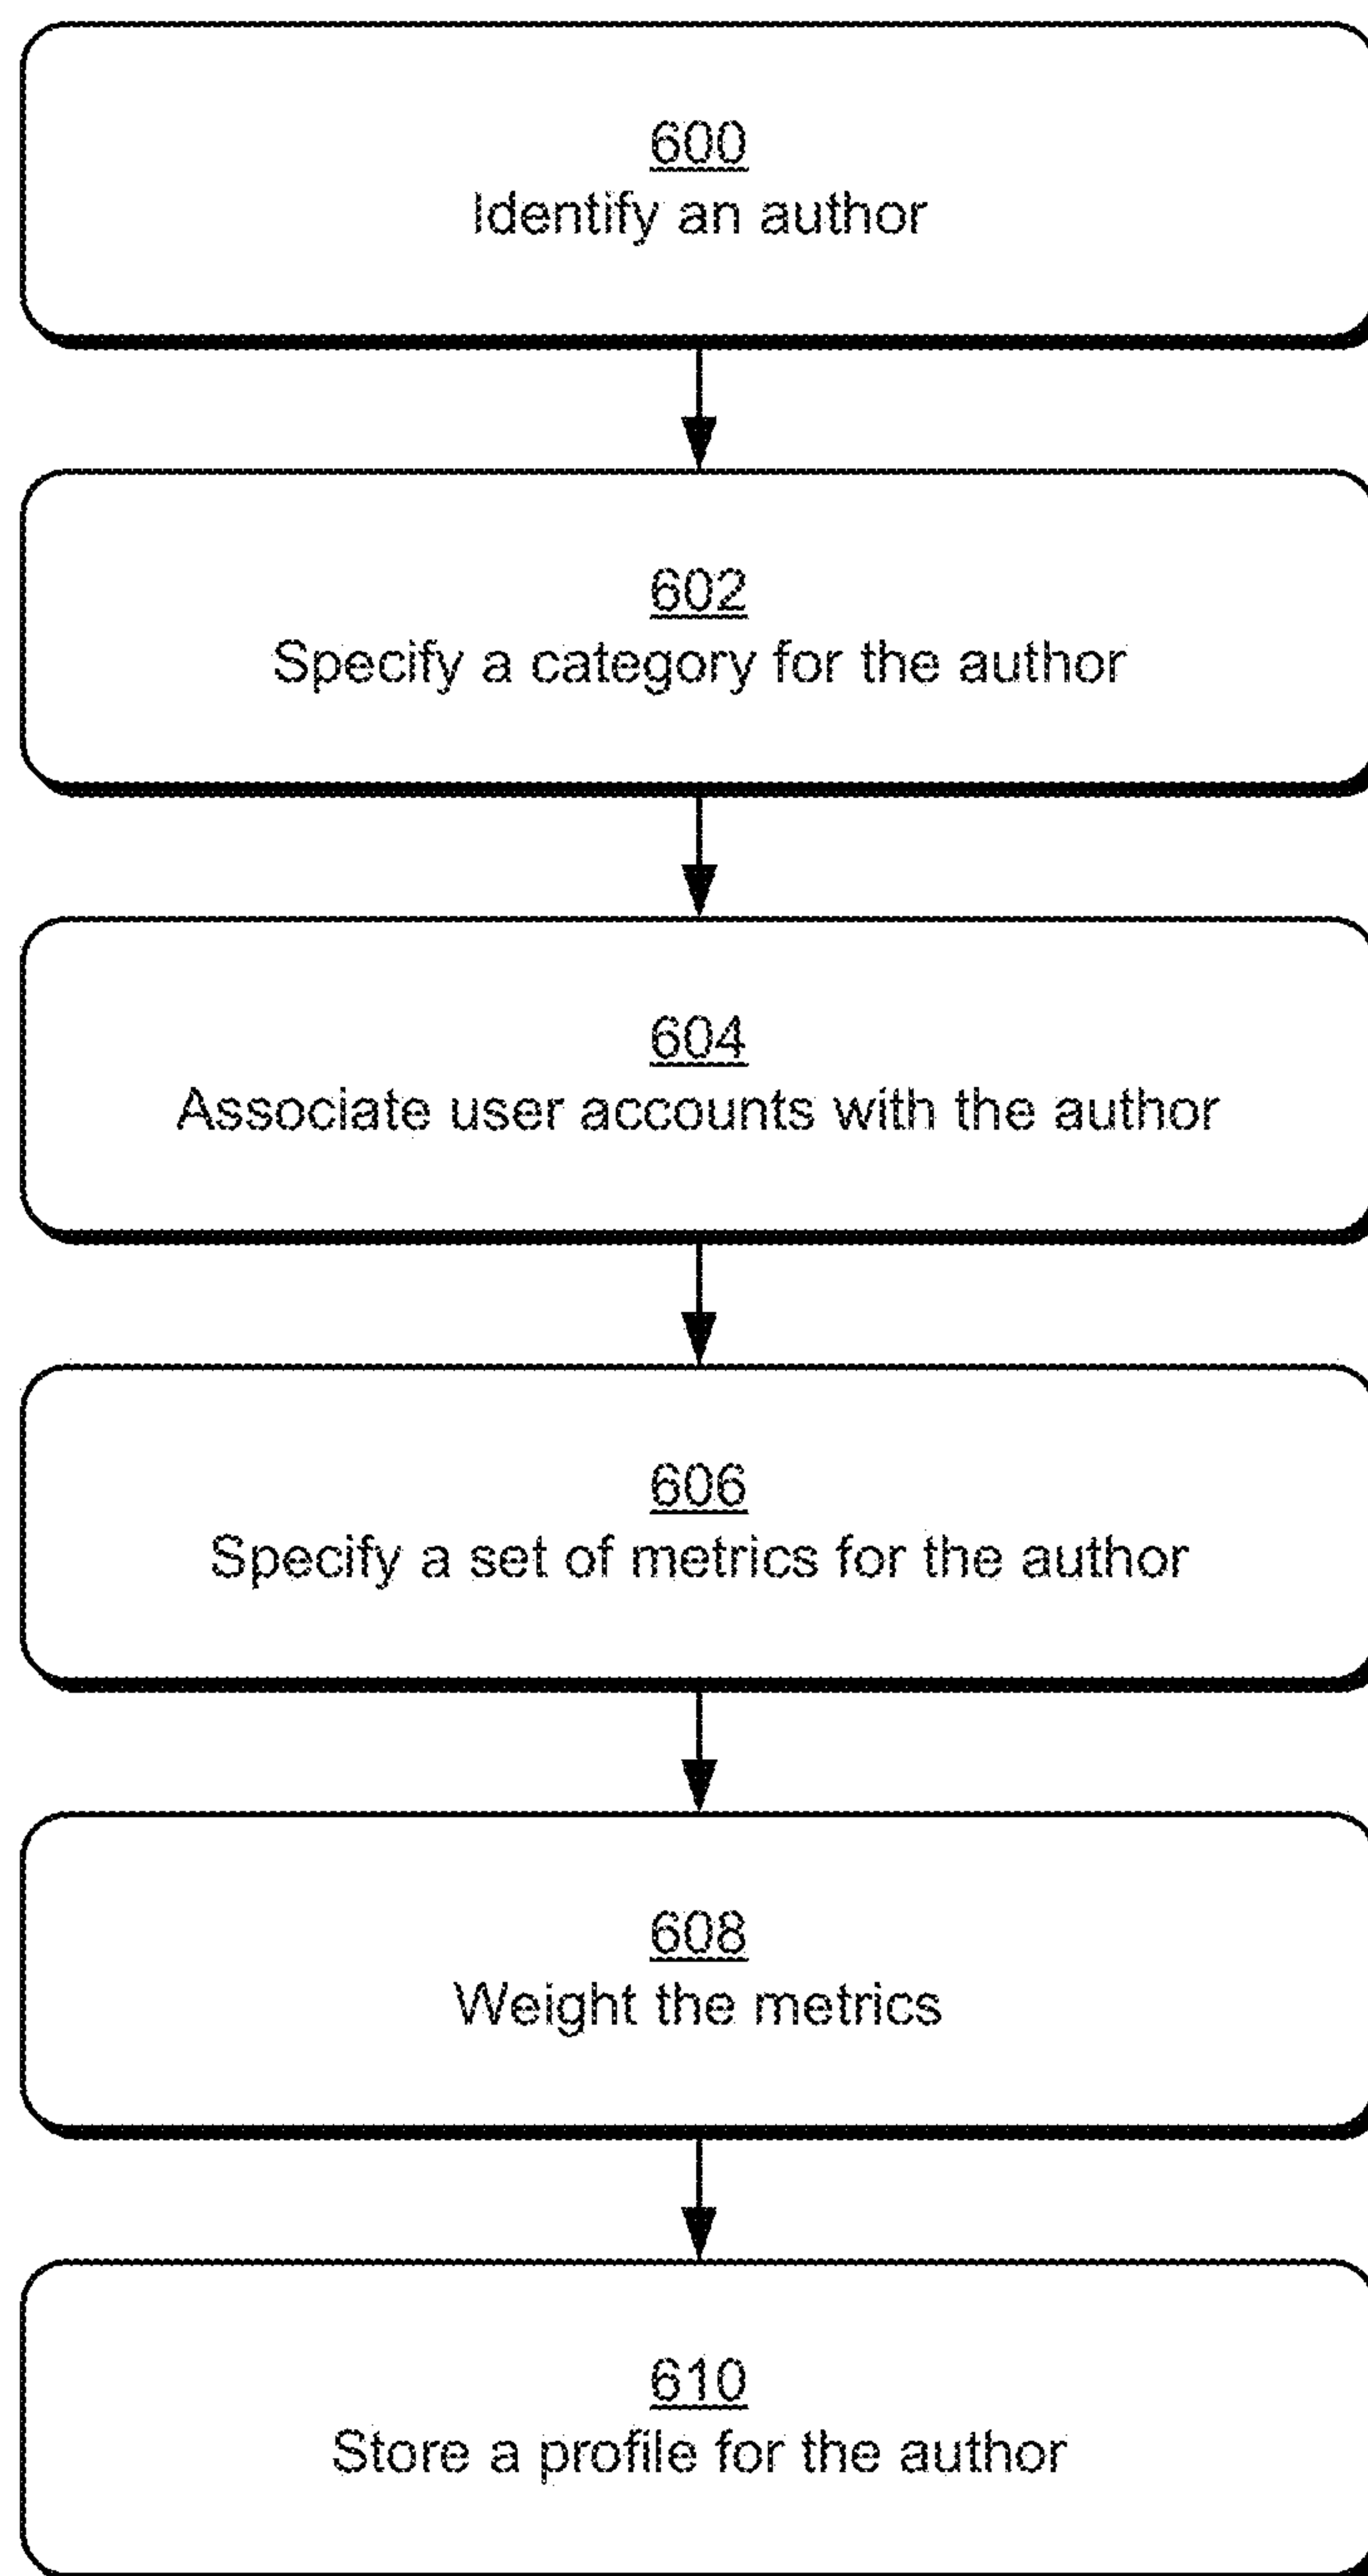 600
Identify an author
602
Specify a category for the author
604
Associate user accounts with the author
606
Specify a set of metrics for the author
608
Weight the metrics
610
Store a profile for the author